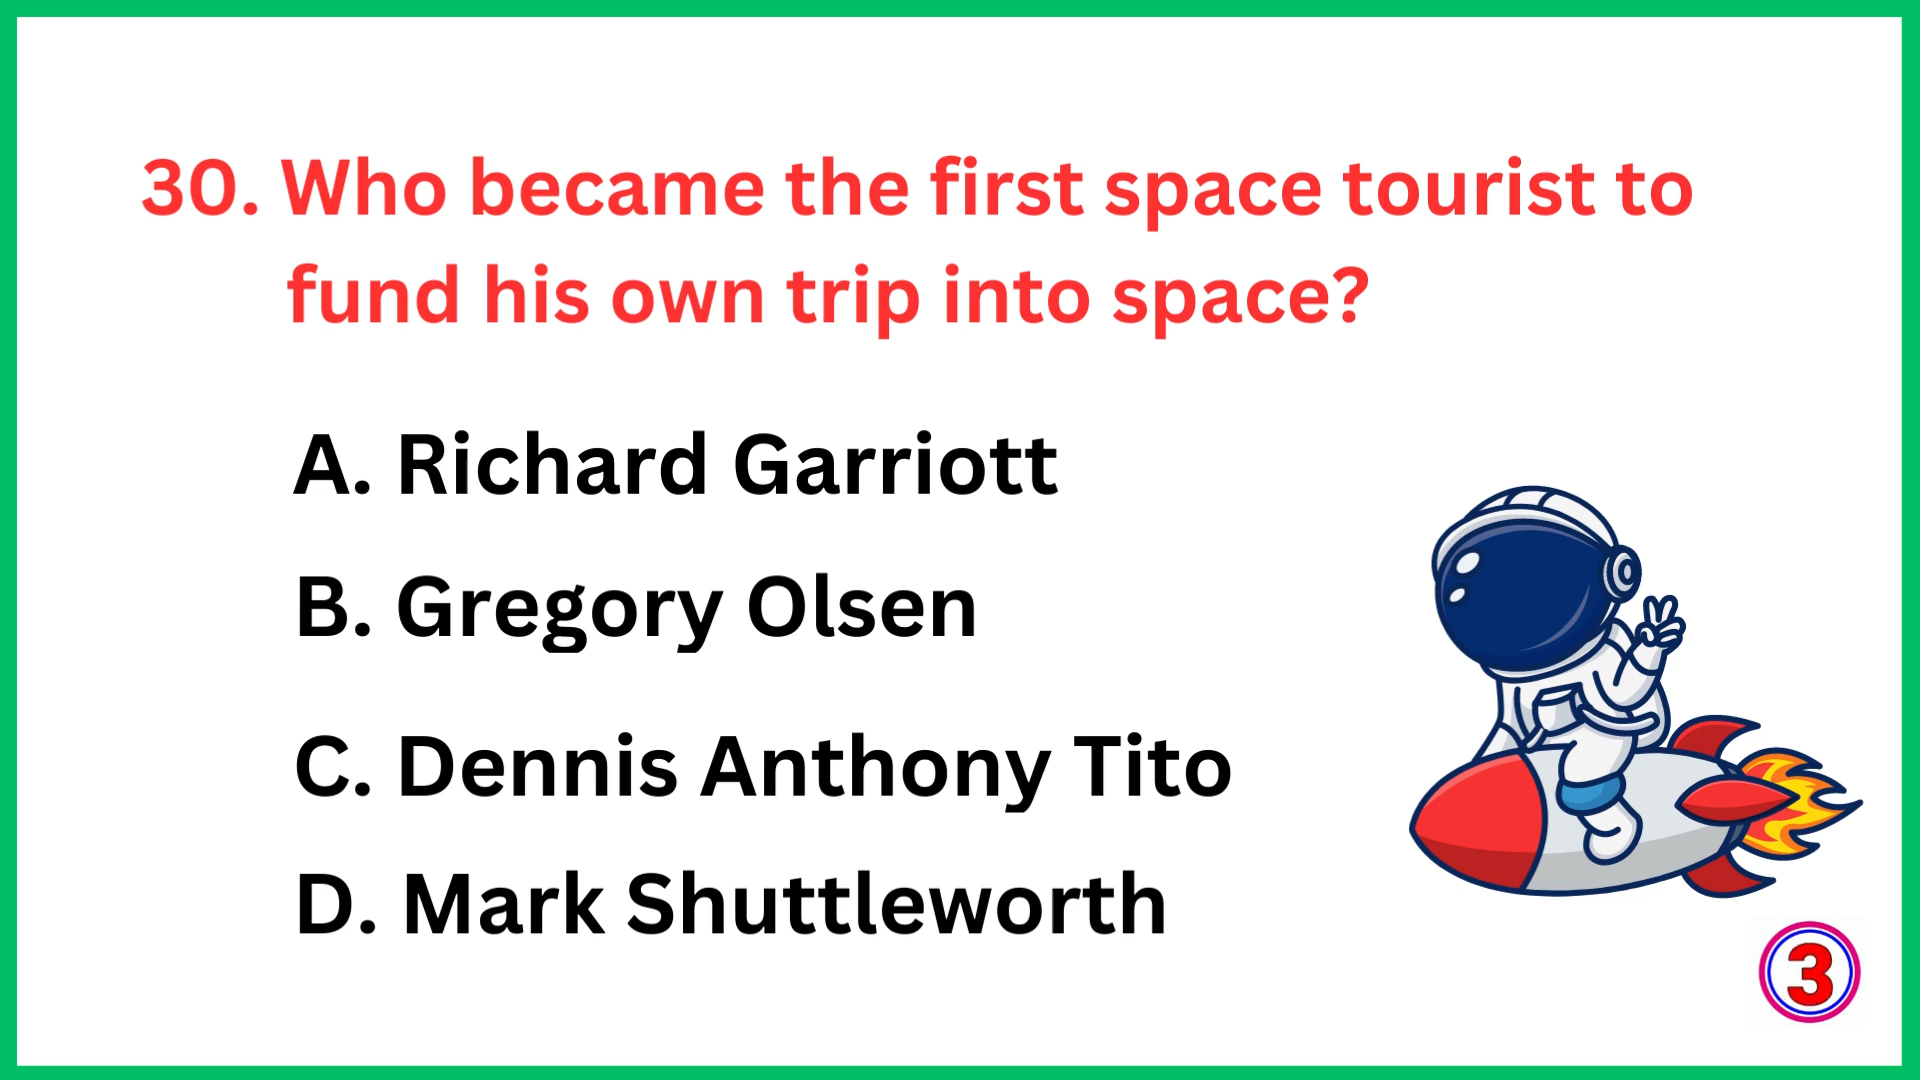 30. Who became the first space tourist to
fund his own trip into space?
A. Richard Garriott
B. Gregory Olsen
C. Dennis Anthony Tito
D. Mark Shuttleworth
3